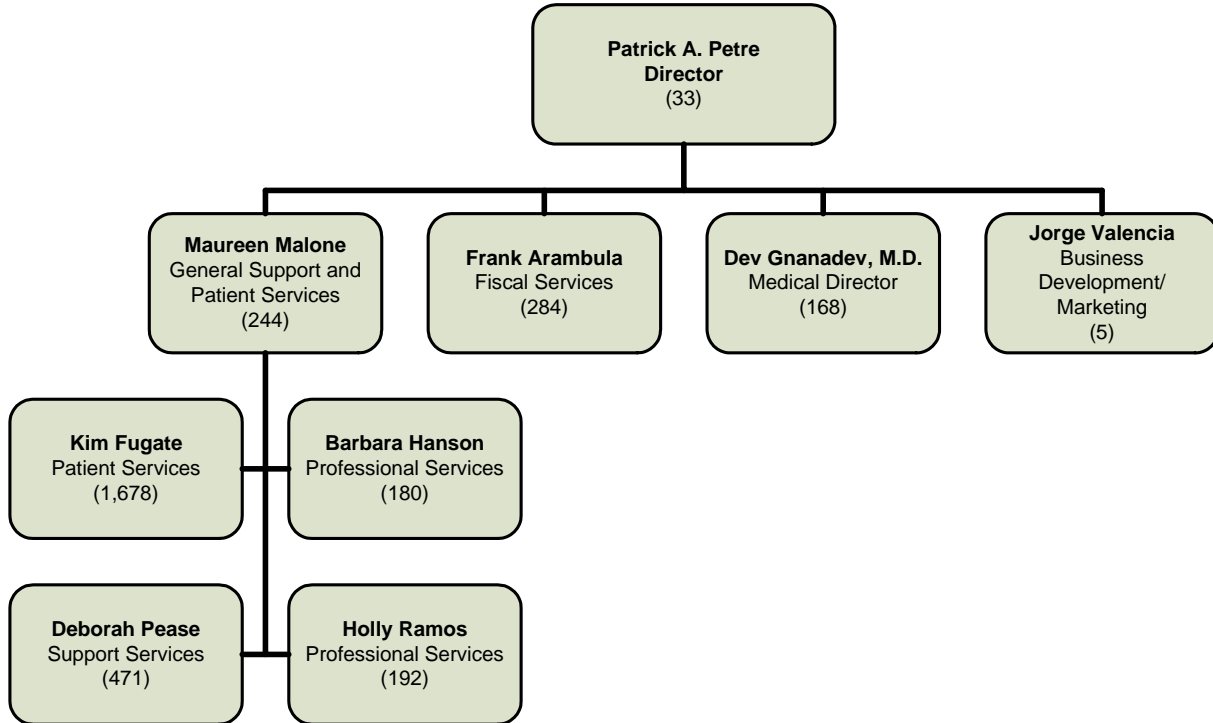 Patrick A. Petre
Director
(33)
Maureen Malone
General Support and
Patient Services
(244)
Frank Arambula
Fiscal Services
(284)
Dev Gnanadev, M.D.
Medical Director
(168)
Jorge Valencia
Business
Development/
Marketing
(5)
Kim Fugate
Patient Services
(1,678)
Barbara Hanson
Professional Services
(180)
Deborah Pease
Support Services
(471)
Holly Ramos
Professional Services
(192)